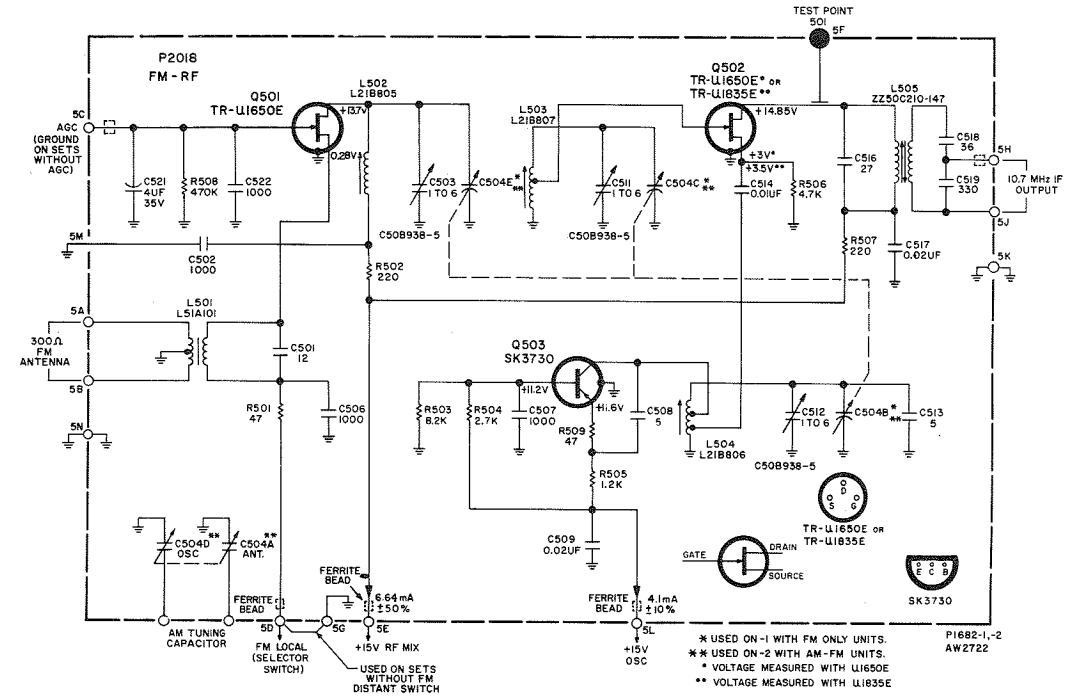 TEST POINT
501
5F
P2018
FM-RF
5C
AGC
(GROUND
ON SETS
WITHOUT
AGC)
C521
4UF
35V
R508
470K
C522
1000
Q501
TR-U1650E
+13.7V
0.28V
L502
L21B805
C503
1 TO 6
C504E
*
**
C50B938-5
L503
L21B807
C511
1 TO 6
C504C
*
**
C50B938-5
Q502
TR-U1650E* OR
TR-U1835E**
+14.85V
+3V*
+3.5V**
C514
0.01UF
R506
4.7K
C516
27
L505
ZZ50C210-147
C518
36
C519
330
5H
10.7 MHz IF
OUTPUT
5J
R507
220
C517
0.02UF
5K
5M
C502
1000
R502
220
5A
300Ω
FM
ANTENNA
5B
L501
L51A101
C501
12
R501
47
C506
1000
5N
Q503
SK3730
+11.2V
+11.6V
R503
8.2K
R504
2.7K
C507
1000
R509
47
C508
5
L504
L21B806
C512
1 TO 6
C504B
*
**
C513
5
C50B938-5
R505
1.2K
C509
0.02UF
D
S
G
TR-U1650E OR
TR-U1835E
GATE
DRAIN
SOURCE
E C B
SK3730
C504D
OSC
**
C504A
ANT.
**
AM TUNING
CAPACITOR
FERRITE
BEAD
5D
FM LOCAL
(SELECTOR
SWITCH)
5G
USED ON SETS
WITHOUT FM
DISTANT SWITCH
FERRITE
BEAD
6.64mA
±50%
5E
+15V RF MIX
FERRITE
BEAD
4.1mA
±10%
5L
+15V
OSC
* USED ON -1 WITH FM ONLY UNITS.
** USED ON -2 WITH AM-FM UNITS.
* VOLTAGE MEASURED WITH U1650E
** VOLTAGE MEASURED WITH U1835E
P1682-1,-2
AW2722